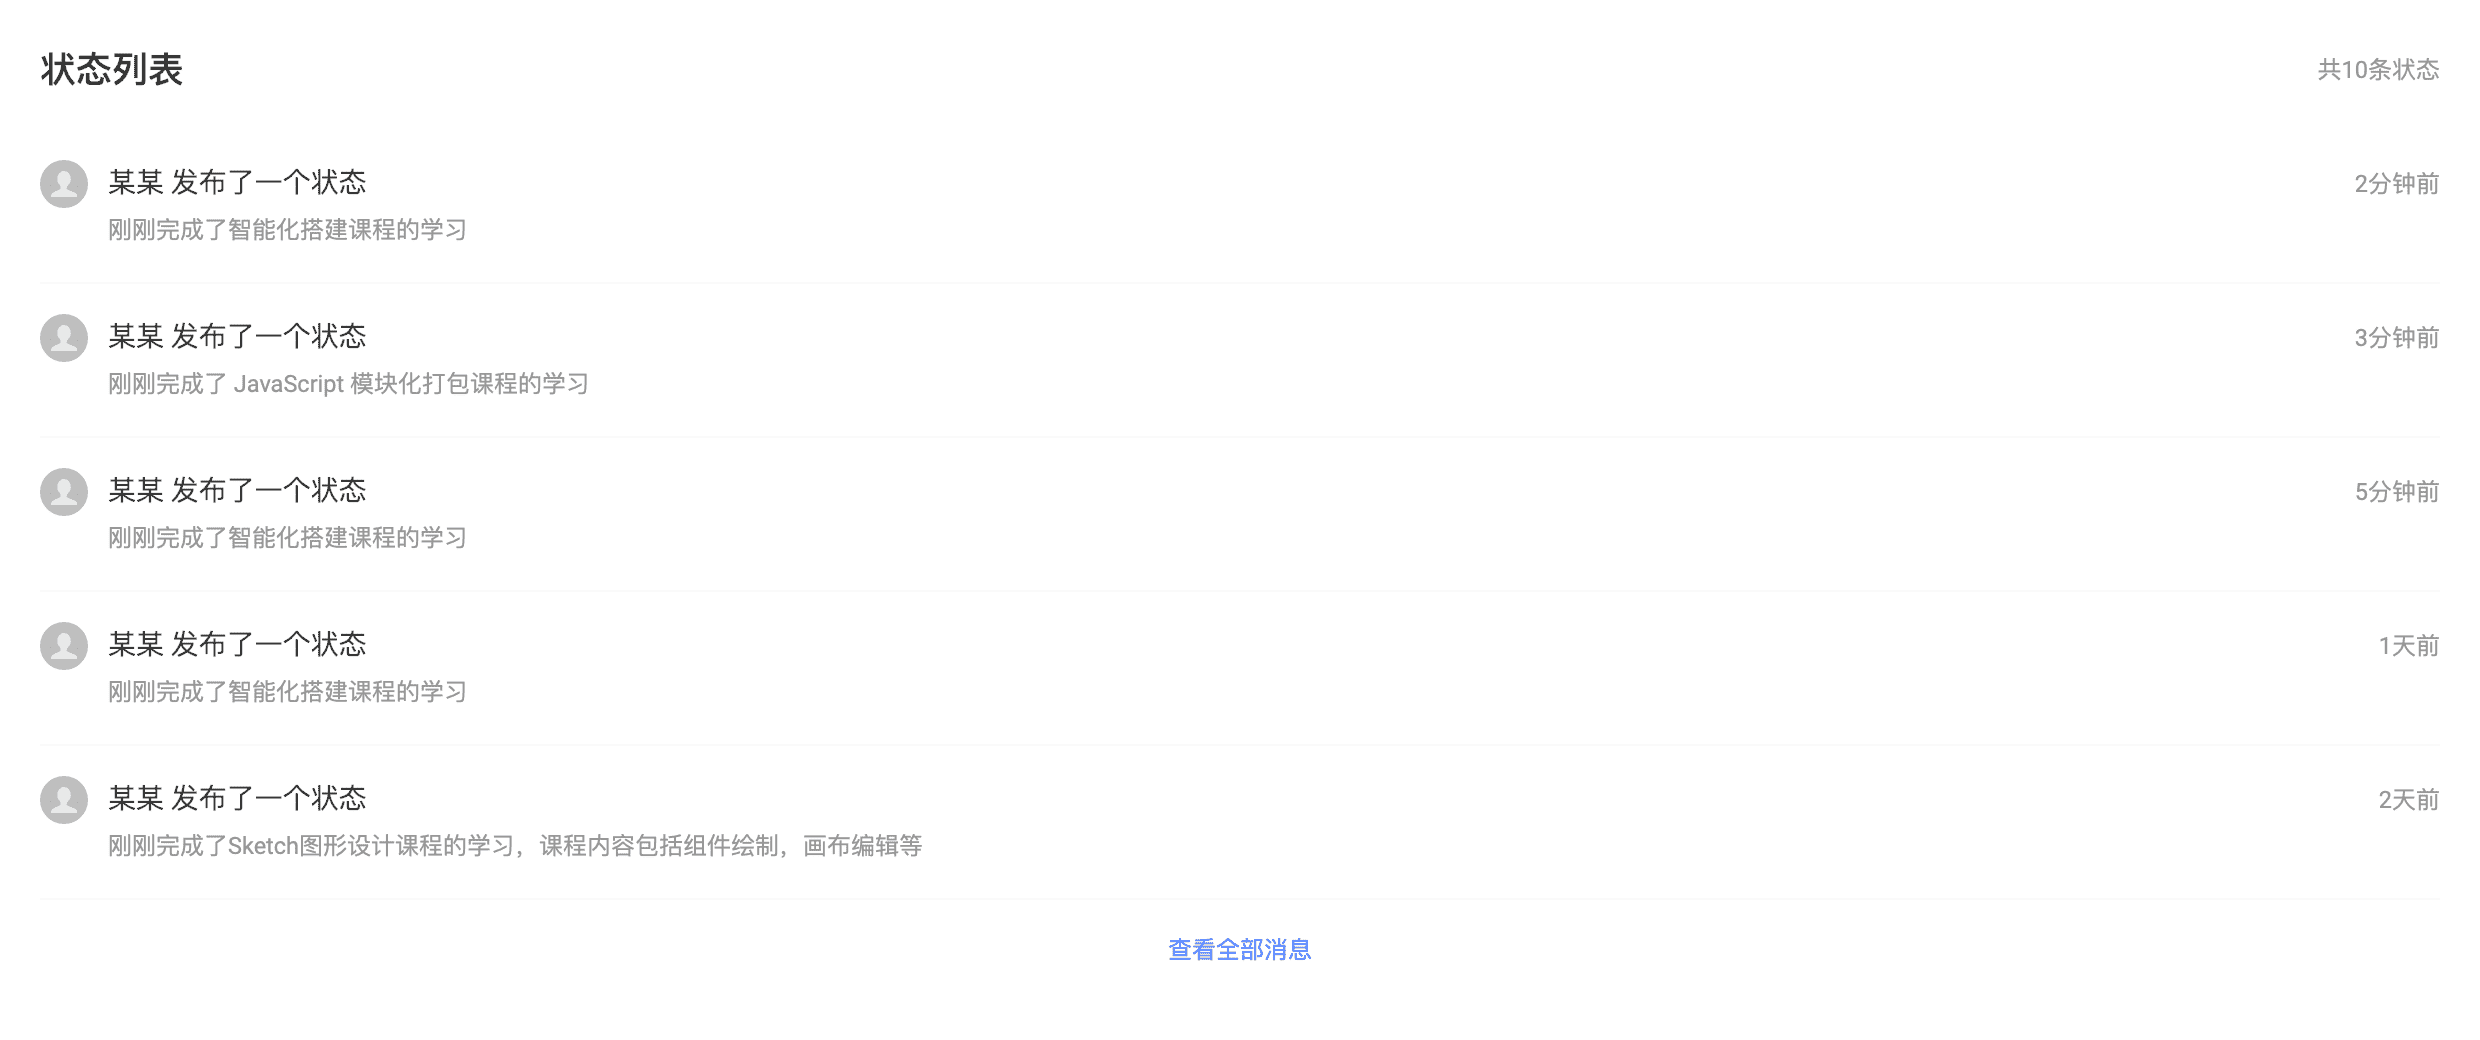 状态列表
共10条状态
某某 发布了一个状态
2分钟前
刚刚完成了智能化搭建课程的学习
某某 发布了一个状态
3分钟前
刚刚完成了 JavaScript 模块化打包课程的学习
某某 发布了一个状态
5分钟前
刚刚完成了智能化搭建课程的学习
某某 发布了一个状态
1天前
刚刚完成了智能化搭建课程的学习
某某 发布了一个状态
2天前
刚刚完成了Sketch图形设计课程的学习，课程内容包括组件绘制，画布编辑等
查看全部消息